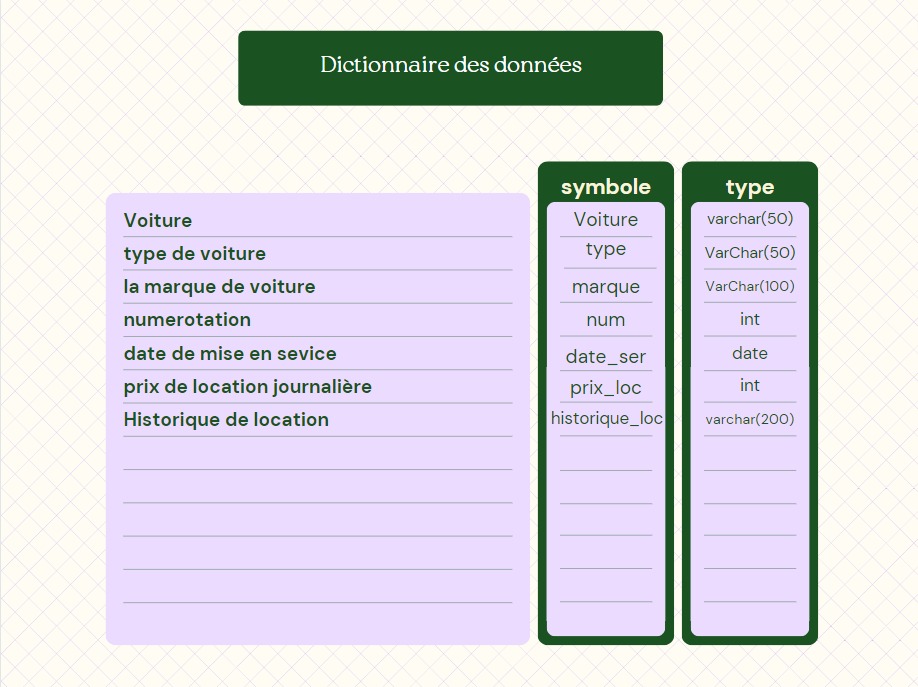 Dictionnaire des données
symbole type
Voiture Voiture varchar(50)
type de voiture type VarChar(50)
la marque de voiture marque VarChar(100)
numerotation num int
date de mise en sevice date_ser date
prix de location journalière prix_loc int
Historique de location historique_loc varchar(200)